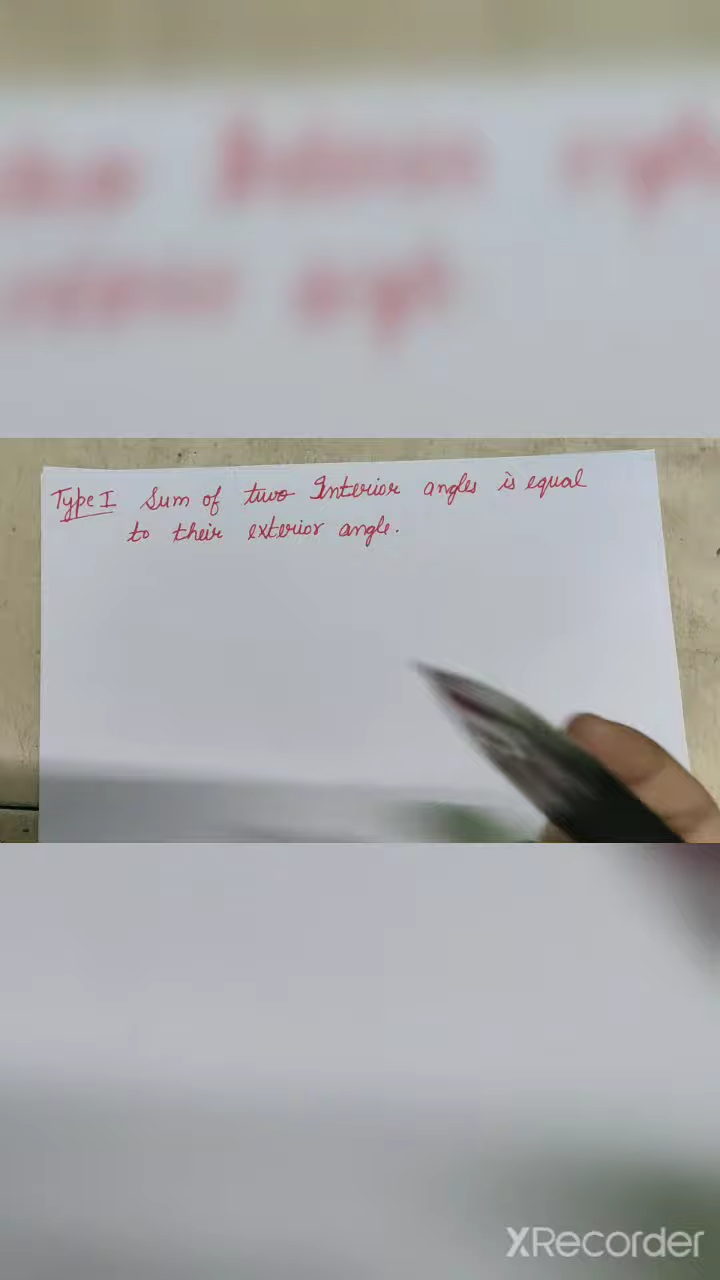 Type I Sum of two Interior angles is equal
to their exterior angle.
XRecorder